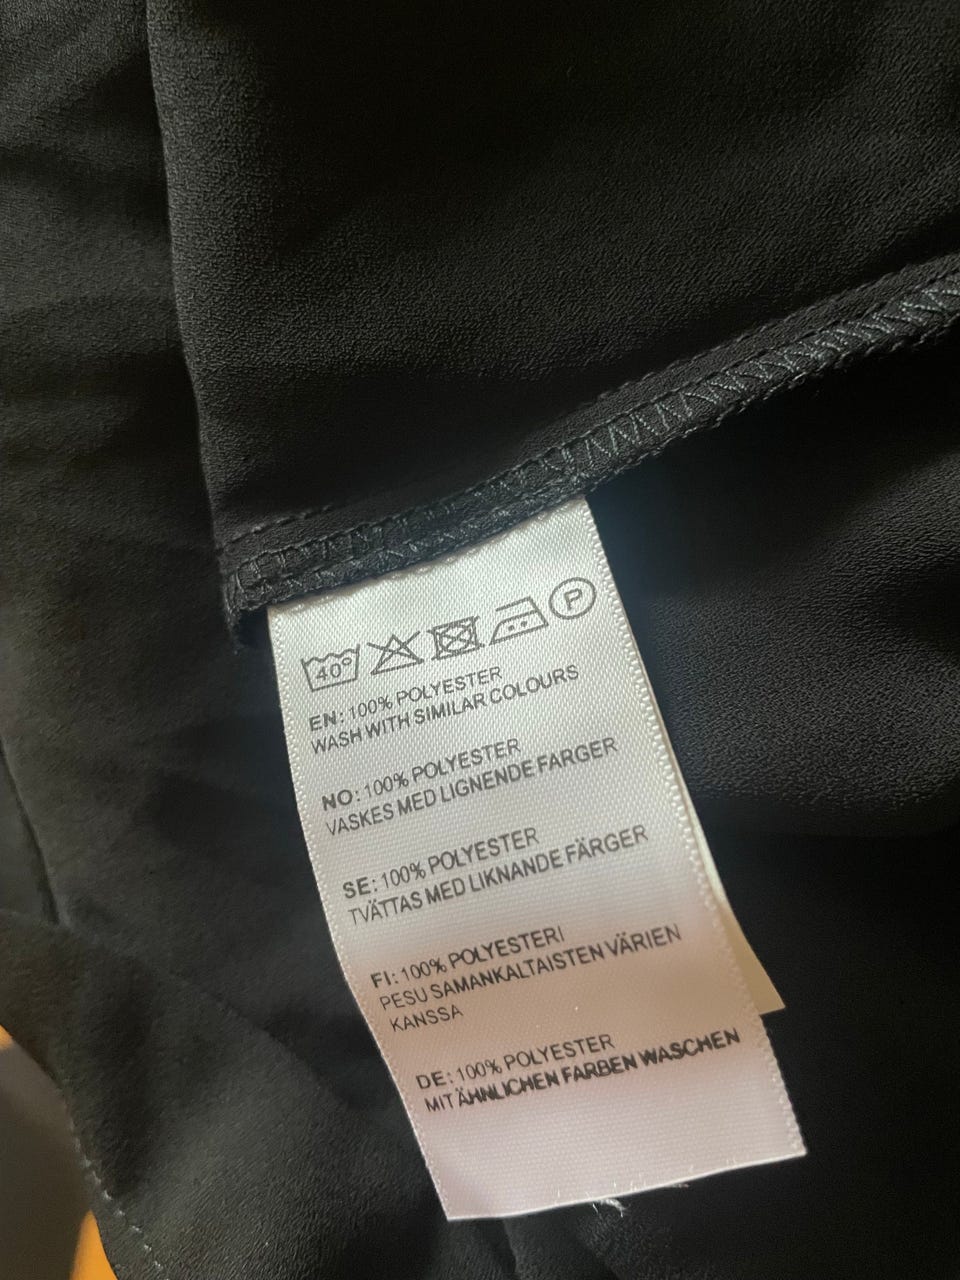 40° P
EN: 100% POLYESTER
WASH WITH SIMILAR COLOURS
NO: 100% POLYESTER
VASKES MED LIGNENDE FARGER
SE: 100% POLYESTER
TVÄTTAS MED LIKNANDE FÄRGER
FI: 100% POLYESTERI
PESU SAMANKALTAISTEN VÄRIEN
KANSSA
DE: 100% POLYESTER
MIT ÄHNLICHEN FARBEN WASCHEN